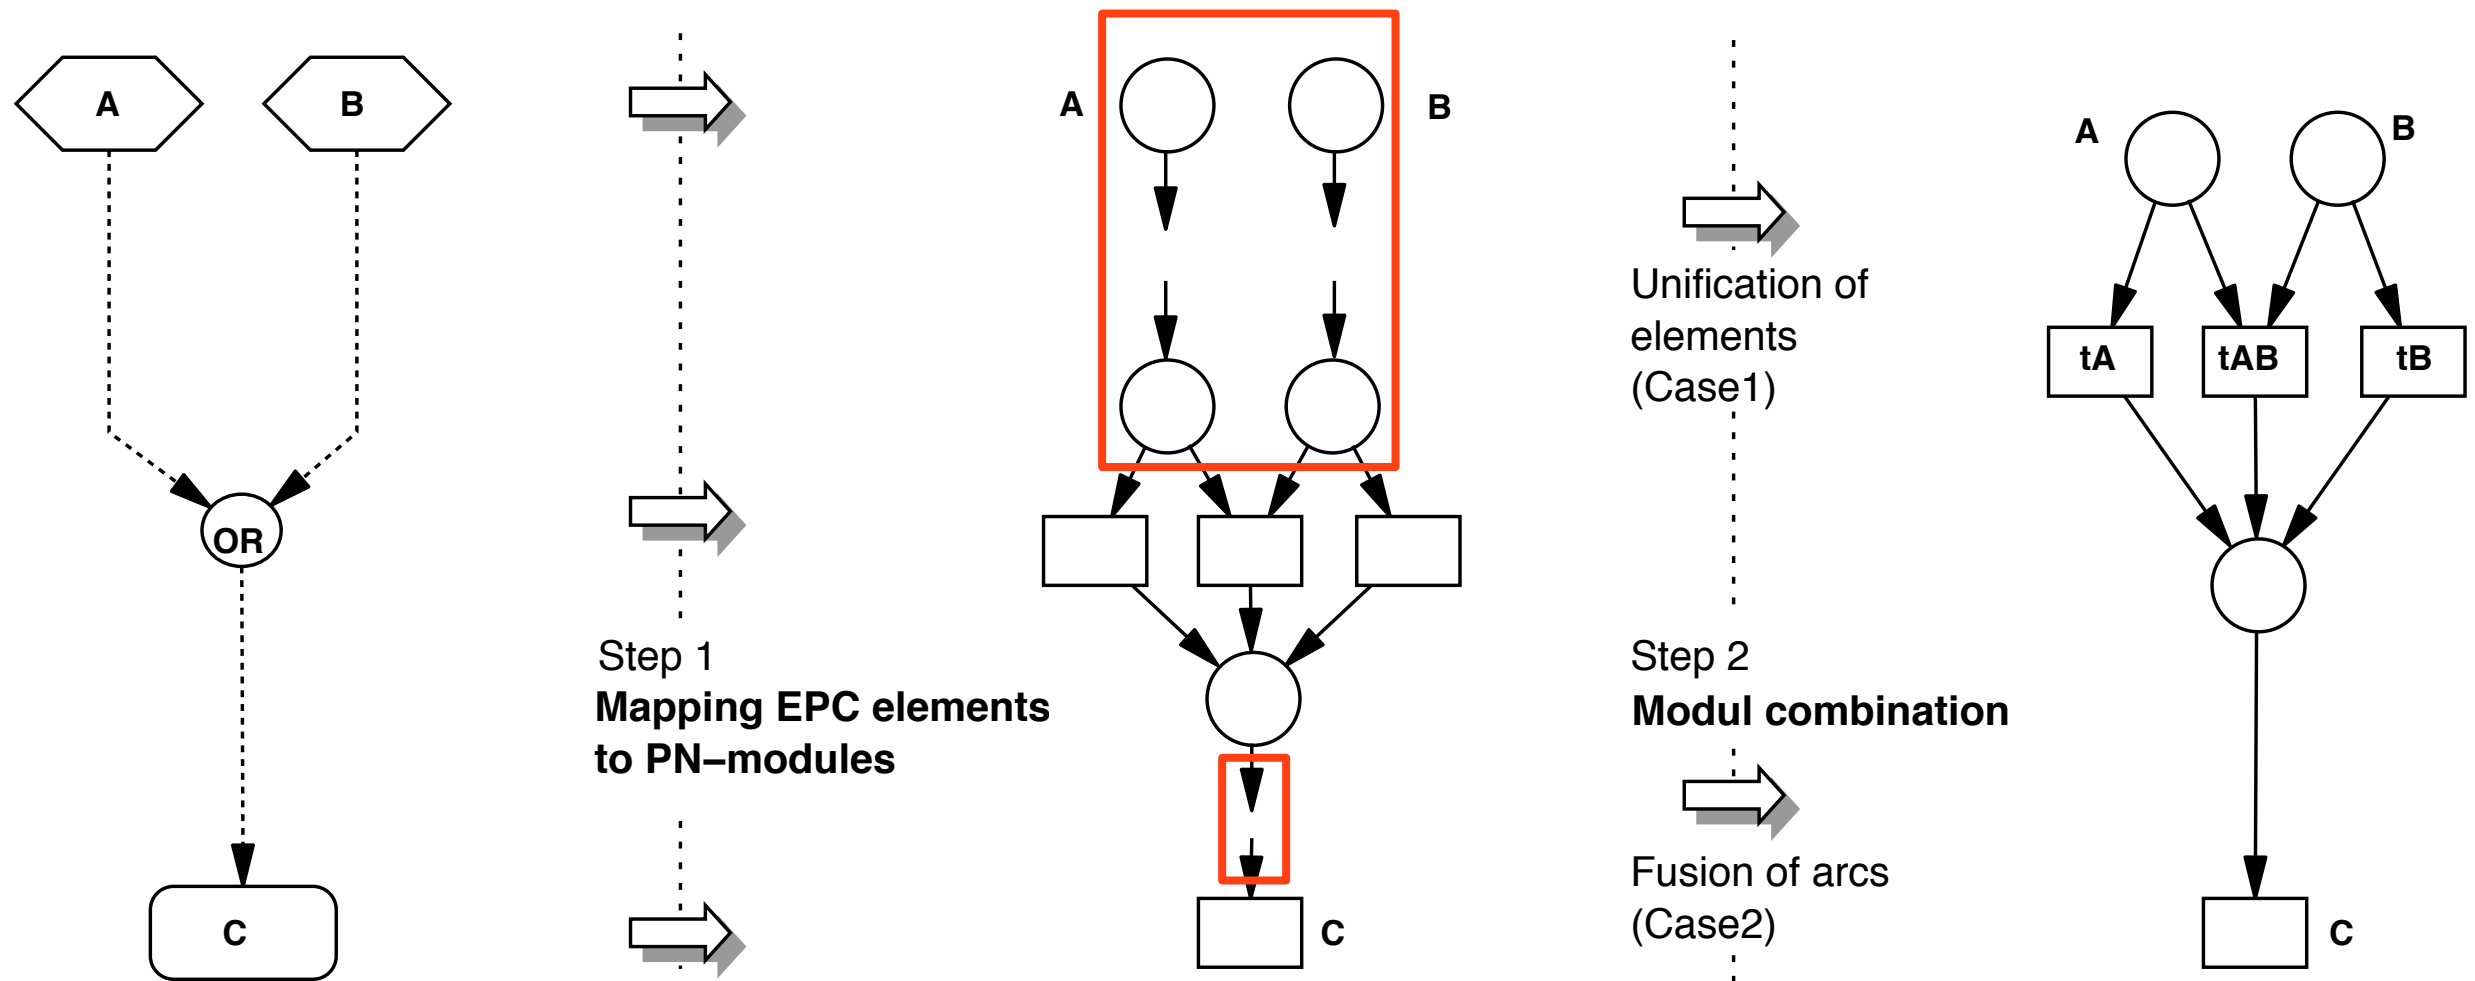 A
B
OR
C
Step 1
Mapping EPC elements
to PN–modules
A
B
C
Unification of
elements
(Case1)
Step 2
Modul combination
Fusion of arcs
(Case2)
A
B
tA
tAB
tB
C